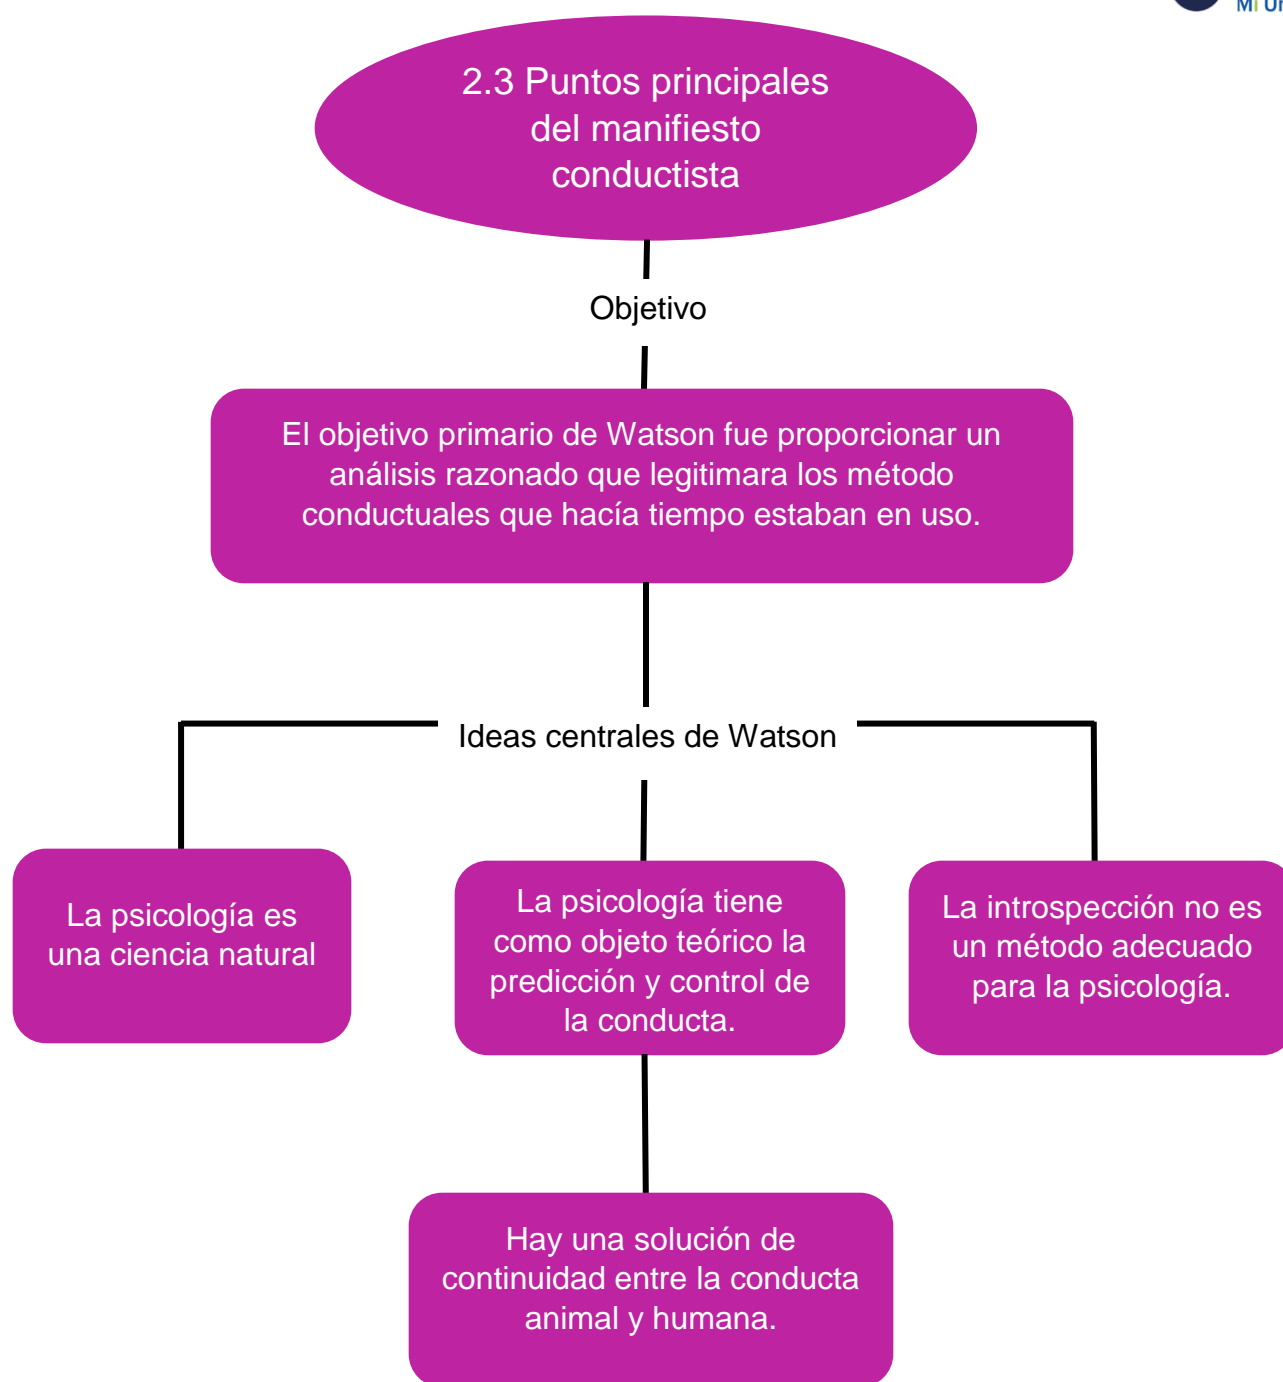 Mi Un
2.3 Puntos principales
del manifiesto
conductista
Objetivo
El objetivo primario de Watson fue proporcionar un
análisis razonado que legitimara los método
conductuales que hacía tiempo estaban en uso.
Ideas centrales de Watson
La psicología es
una ciencia natural
La psicología tiene
como objeto teórico la
predicción y control de
la conducta.
La introspección no es
un método adecuado
para la psicología.
Hay una solución de
continuidad entre la conducta
animal y humana.